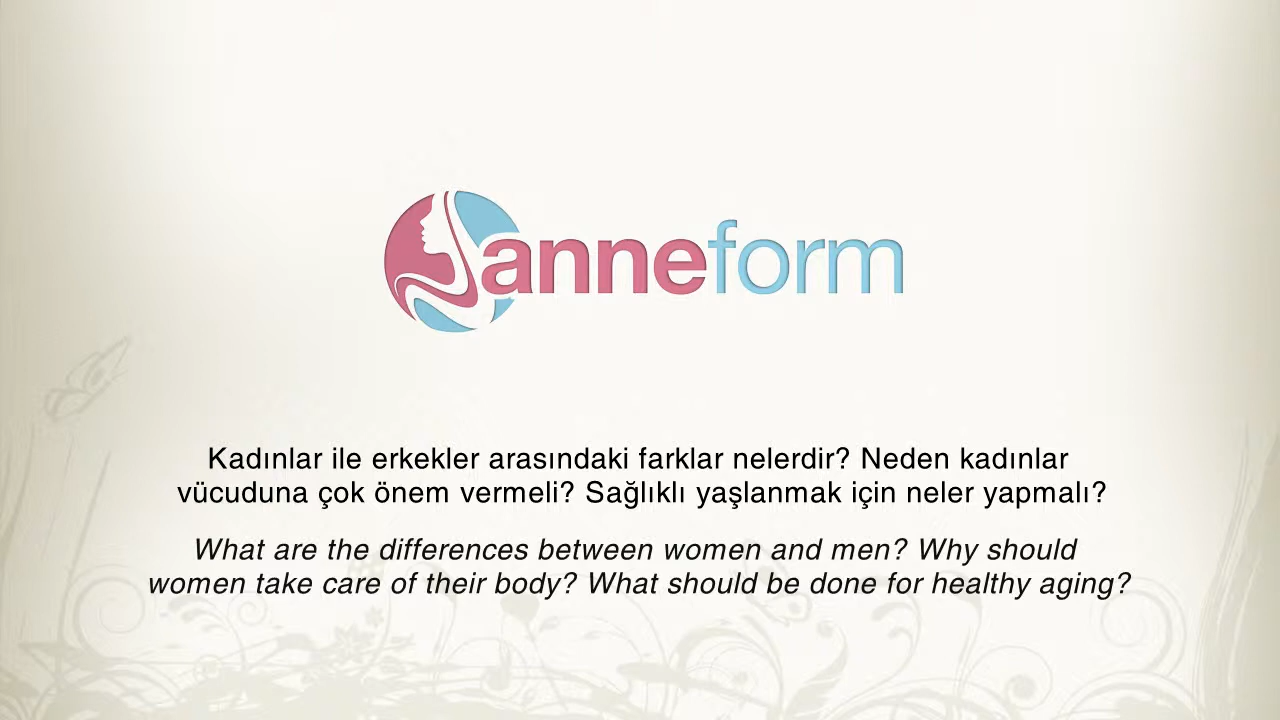 anneform
Kadınlar ile erkekler arasındaki farklar nelerdir? Neden kadınlar
vücuduna çok önem vermeli? Sağlıklı yaşlanmak için neler yapmalı?
What are the differences between women and men? Why should
women take care of their body? What should be done for healthy aging?